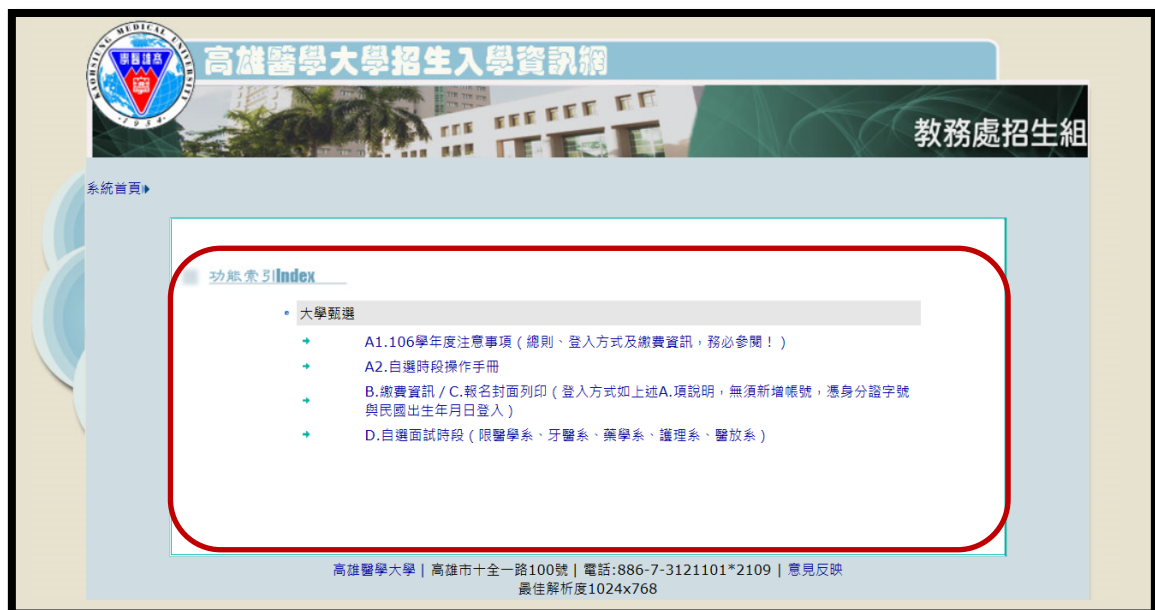 KAOHSIUNG MEDICAL UNIVERSITY
學醫雄高
1954
高雄醫學大學招生入學資訊網
教務處招生組
系統首頁
功能索引Index
大學甄選
A1.106學年度注意事項（總則、登入方式及繳費資訊，務必參閱！）
A2.自選時段操作手冊
B.繳費資訊 / C.報名封面列印（登入方式如上述A.項說明，無須新增帳號，憑身分證字號
與民國出生年月日登入）
D.自選面試時段（限醫學系、牙醫系、藥學系、護理系、醫放系）
高雄醫學大學 | 高雄市十全一路100號 | 電話:886-7-3121101*2109 | 意見反映
最佳解析度1024x768